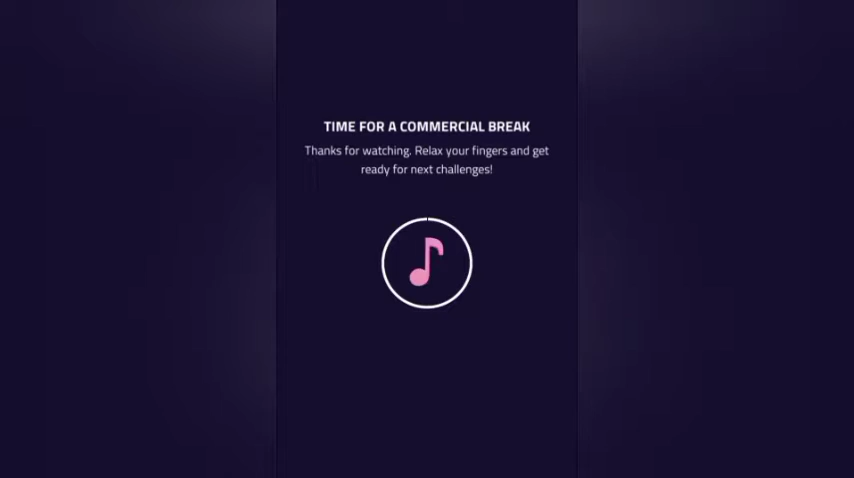 TIME FOR A COMMERCIAL BREAK
Thanks for watching. Relax your fingers and get
ready for next challenges!